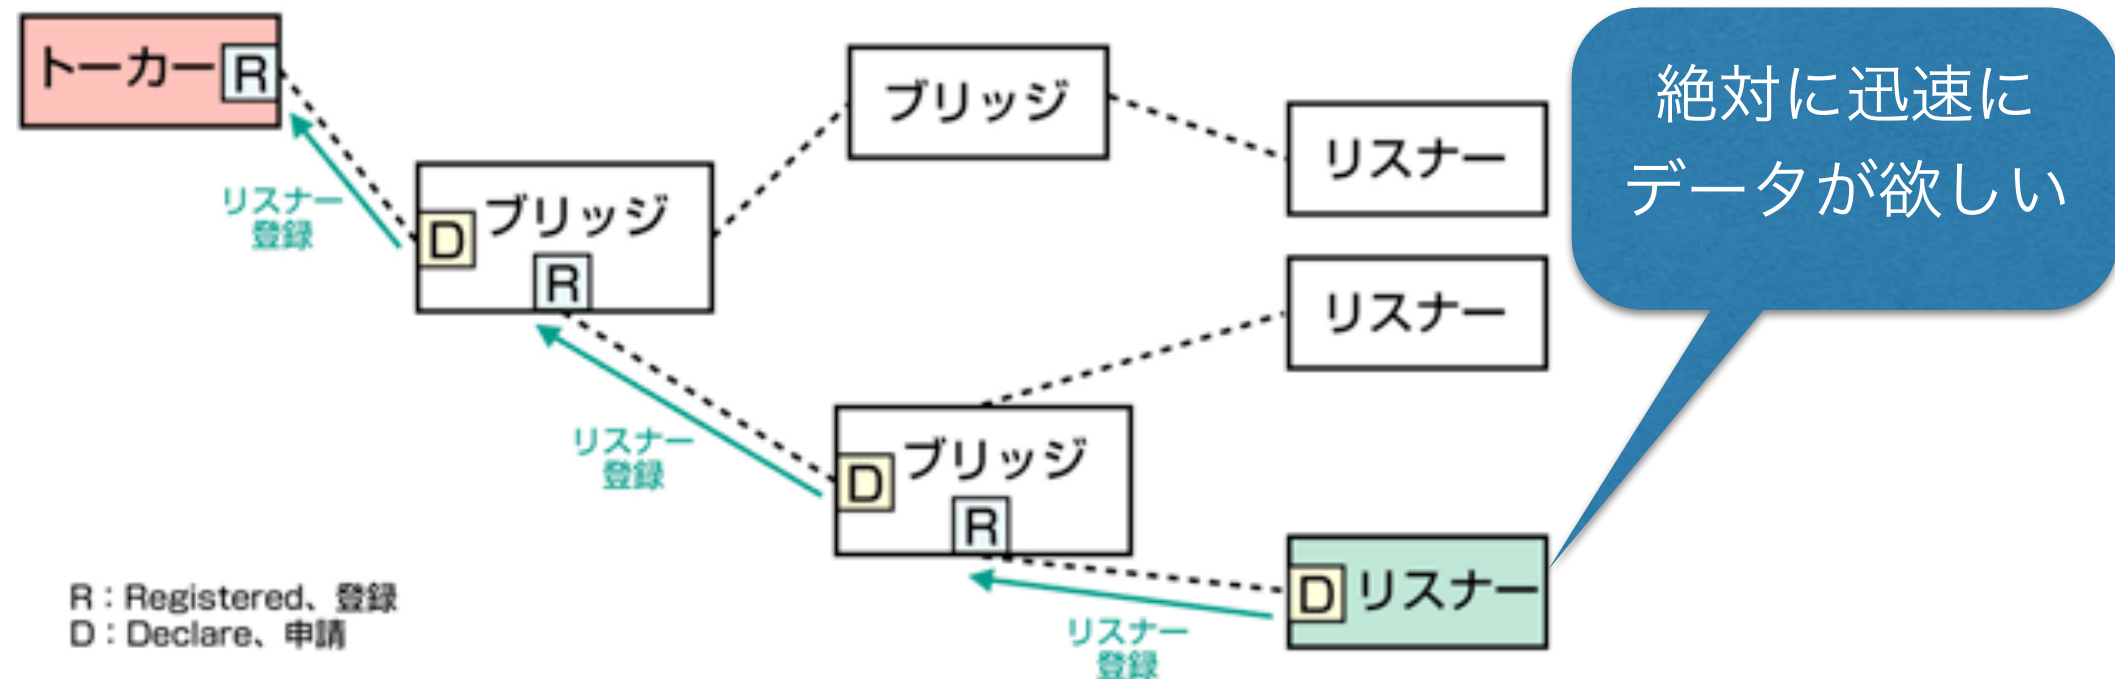 トーカー R
ブリッジ
リスナー
絶対に迅速に
データが欲しい
リスナー
登録
D ブリッジ
R
リスナー
リスナー
登録
D ブリッジ
R
D リスナー
リスナー
登録
R：Registered、登録
D：Declare、申請